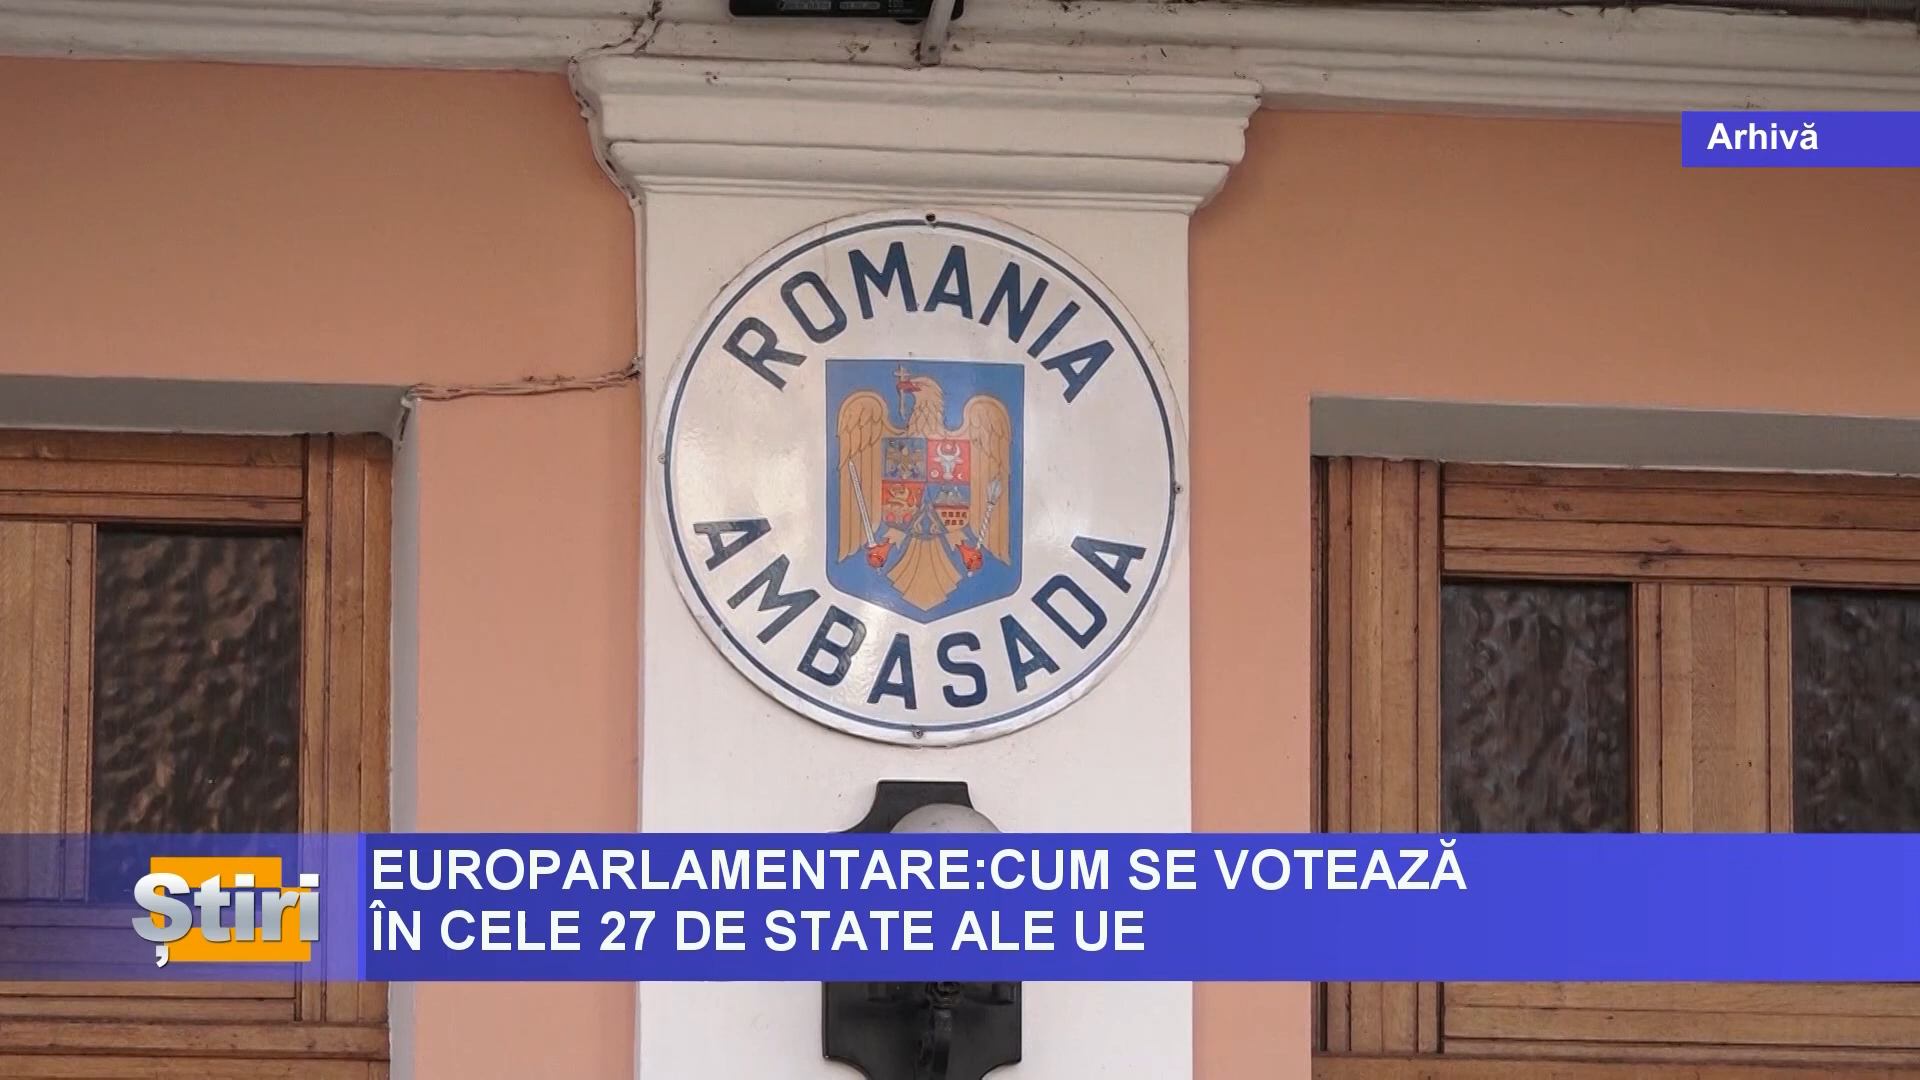 Arhivă
ROMANIA
AMBASADA
EUROPARLAMENTARE:CUM SE VOTEAZĂ
ÎN CELE 27 DE STATE ALE UE
Știri